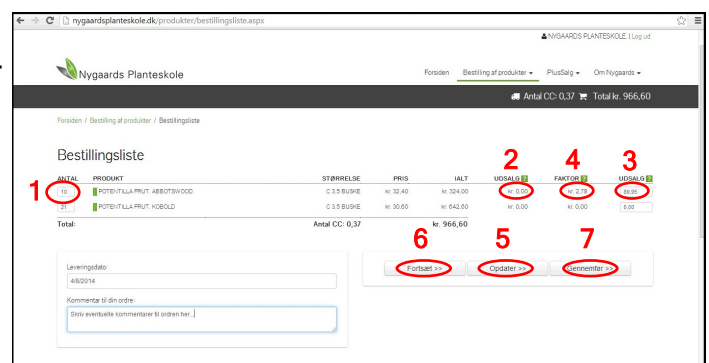 nygaardsplanteskole.dk/produkter/bestillingsliste.aspx
NYGAARDS PLANTESKOLE | Log ud
Nygaards Planteskole
Forsiden Bestilling af produkter PlusSalg Om Nygaards
Antal CC: 0,37 Total kr. 966,60
Forsiden / Bestilling af produkter / Bestillingsliste
Bestillingsliste
2 4 3
ANTAL PRODUKT STØRRELSE PRIS IALT UDSALG ? FAKTOR ? UDSALG ?
1 10 POTENTILLA FRUT. ABBOTSWOOD C 3.5 BUSKE kr. 32,40 kr. 324,00 kr. 0,00 kr. 2,78 89,95
21 POTENTILLA FRUT. KOBOLD C 3.5 BUSKE kr. 30,60 kr. 642,60 kr. 0,00 kr. 0,00 0,00
Total: Antal CC: 0,37 kr. 966,60
6 5 7
Fortsæt >> Opdater >> Gennemfør >>
Leveringsdato:
4/8/2014
Kommentar til din ordre:
Skriv eventuelle kommentarer til ordren her...